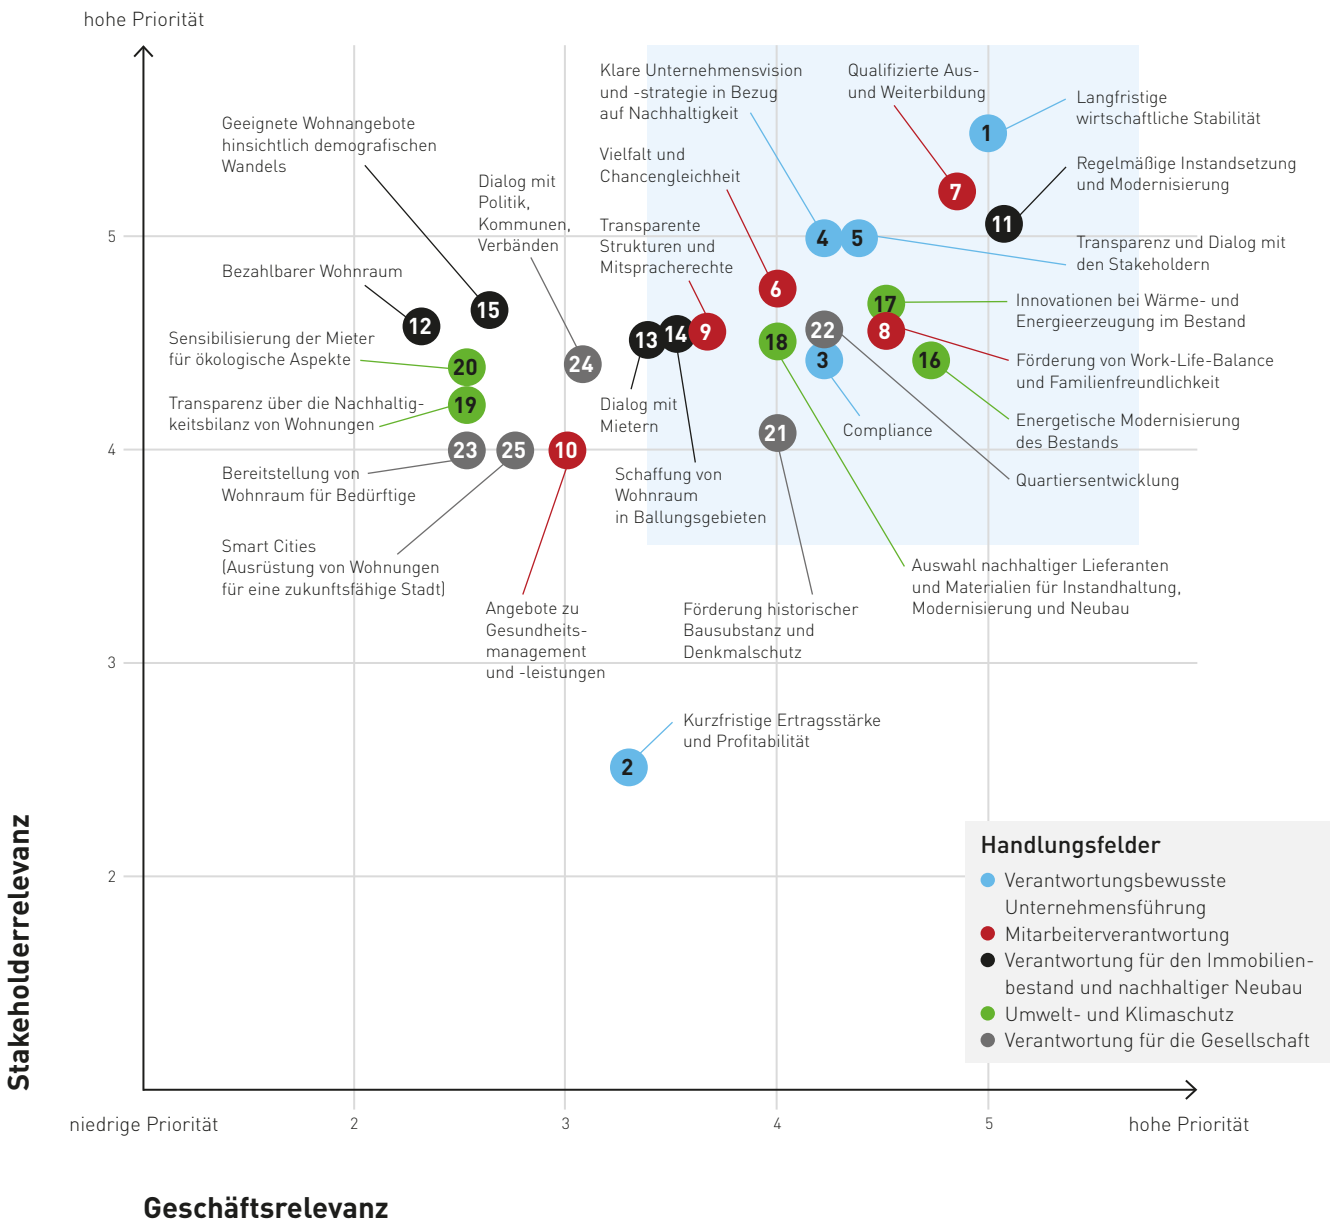 hohe Priorität
Klare Unternehmensvision
und -strategie in Bezug
auf Nachhaltigkeit
Qualifizierte Aus-
und Weiterbildung
Langfristige
wirtschaftliche Stabilität
1
Geeignete Wohnangebote
hinsichtlich demografischen
Wandels
Vielfalt und
Chancengleichheit
Regelmäßige Instandsetzung
und Modernisierung
7
11
Dialog mit
Politik,
Kommunen,
Verbänden
Transparente
Strukturen und
Mitspracherechte
5
4
5
Transparenz und Dialog mit
den Stakeholdern
Bezahlbarer Wohnraum
6
12
15
17
Innovationen bei Wärme- und
Energieerzeugung im Bestand
13
14
9
18
22
8
Sensibilisierung der Mieter
für ökologische Aspekte
20
24
3
16
Förderung von Work-Life-Balance
und Familienfreundlichkeit
Transparenz über die Nachhaltig-
keitsbilanz von Wohnungen
19
Dialog mit
Mietern
21
Compliance
Energetische Modernisierung
des Bestands
4
23
25
10
Bereitstellung von
Wohnraum für Bedürftige
Schaffung von
Wohnraum
in Ballungsgebieten
Quartiersentwicklung
Smart Cities
(Ausrüstung von Wohnungen
für eine zukunftsfähige Stadt)
Auswahl nachhaltiger Lieferanten
und Materialien für Instandhaltung,
Modernisierung und Neubau
Angebote zu
Gesundheits-
management
und -leistungen
Förderung historischer
Bausubstanz und
Denkmalschutz
3
Kurzfristige Ertragsstärke
und Profitabilität
2
2
Stakeholderrelevanz
Handlungsfelder
Verantwortungsbewusste
Unternehmensführung
Mitarbeiterverantwortung
Verantwortung für den Immobilien-
bestand und nachhaltiger Neubau
Umwelt- und Klimaschutz
Verantwortung für die Gesellschaft
niedrige Priorität
2
3
4
5
hohe Priorität
Geschäftsrelevanz